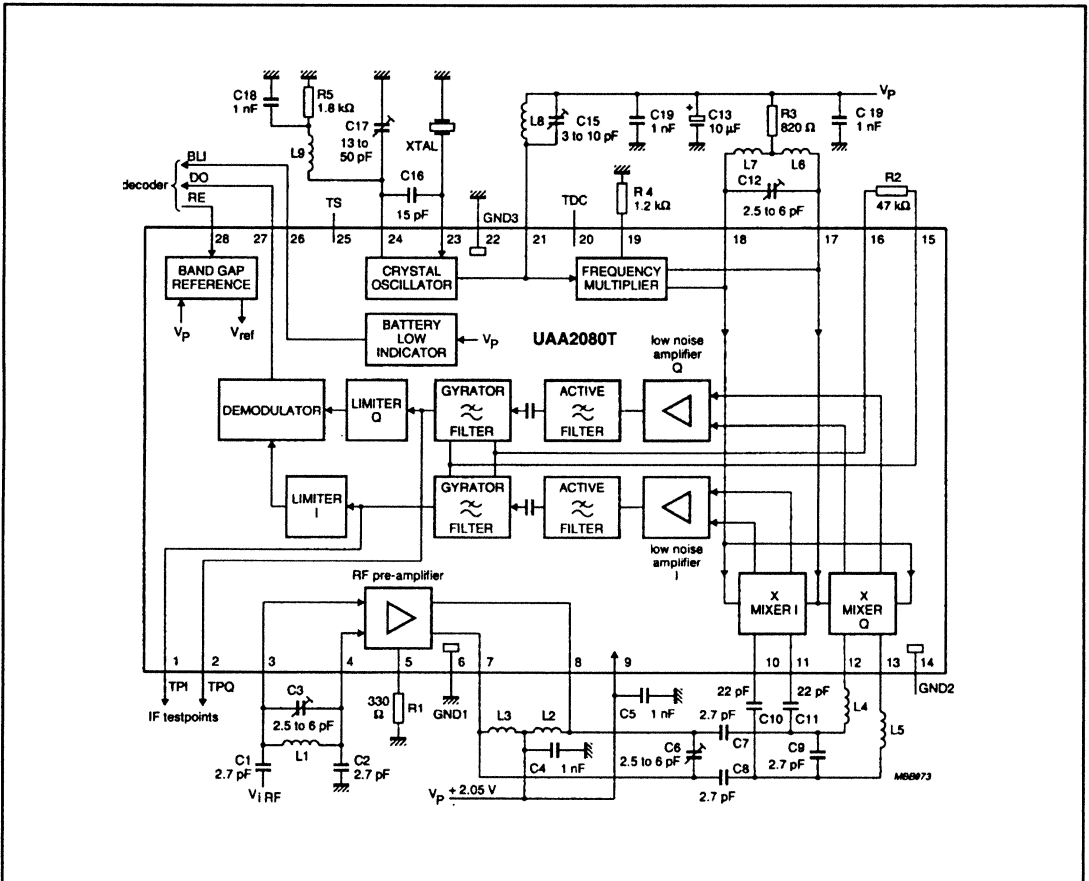 C18
1 nF
R5
1.8 kΩ
C17
13 to
50 pF
XTAL
L9
C16
15 pF
L8
C15
3 to 10 pF
C19
1 nF
+
C13
10 µF
R3
820 Ω
C 19
1 nF
VP
L7
L6
C12
2.5 to 6 pF
R2
47 kΩ
R 4
1.2 kΩ
BLI
DO
RE
decoder
TS
GND3
TDC
28
27
26
25
24
23
22
21
20
19
18
17
16
15
BAND GAP
REFERENCE
VP
Vref
CRYSTAL
OSCILLATOR
FREQUENCY
MULTIPLIER
BATTERY
LOW
INDICATOR
VP
UAA2080T
low noise
amplifier
Q
DEMODULATOR
LIMITER
Q
GYRATOR
FILTER
ACTIVE
FILTER
LIMITER
I
GYRATOR
FILTER
ACTIVE
FILTER
low noise
amplifier
I
RF pre-amplifier
X
MIXER I
X
MIXER
Q
1
2
3
4
5
6
7
8
9
10
11
12
13
14
TPI
TPQ
IF testpoints
C3
2.5 to 6 pF
L1
C1
2.7 pF
C2
2.7 pF
Vi RF
330
Ω
R1
GND1
L3
L2
C4
1 nF
C5
1 nF
VP
+ 2.05 V
C6
2.5 to 6 pF
22 pF
C10
22 pF
C11
2.7 pF
C7
C8
2.7 pF
C9
2.7 pF
L4
L5
GND2
MBB973